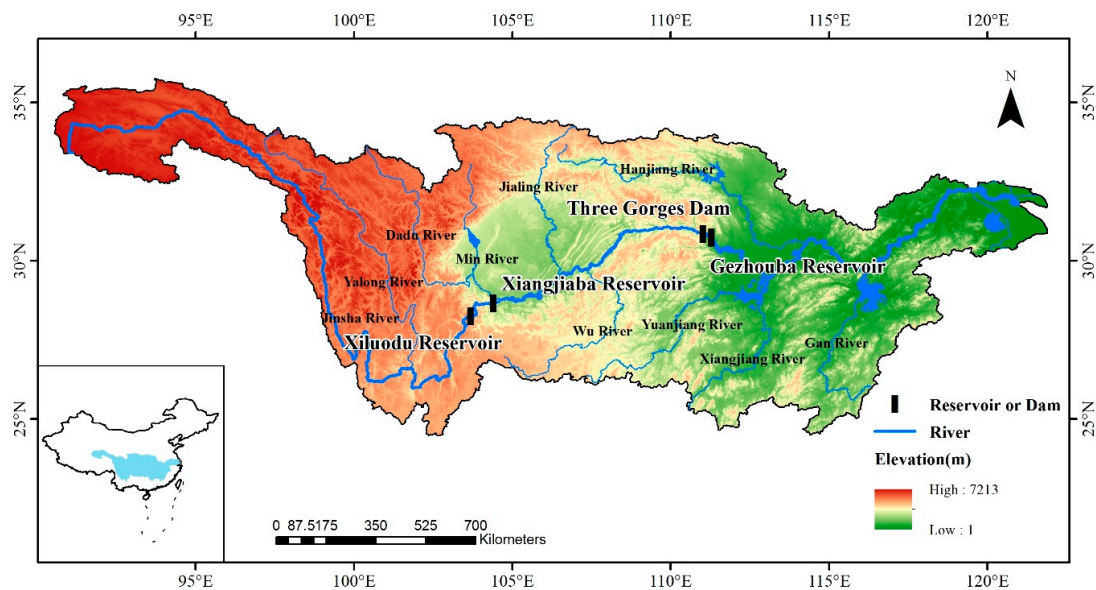 95°E 100°E 105°E 110°E 115°E 120°E
35°N 35°N
N
Hanjiang River
Jialing River
Three Gorges Dam
Dadu River
Min River
30°N 30°N
Gezhouba Reservoir
Yalong River
Xiangjiaba Reservoir
Jinsha River
Wu River
Yuanjiang River
Xiluodu Reservoir
Gan River
Xiangjiang River
25°N 25°N
Reservoir or Dam
River
Elevation(m)
High : 7213
Low : 1
0 87.5175 350 525 700
Kilometers
95°E 100°E 105°E 110°E 115°E 120°E